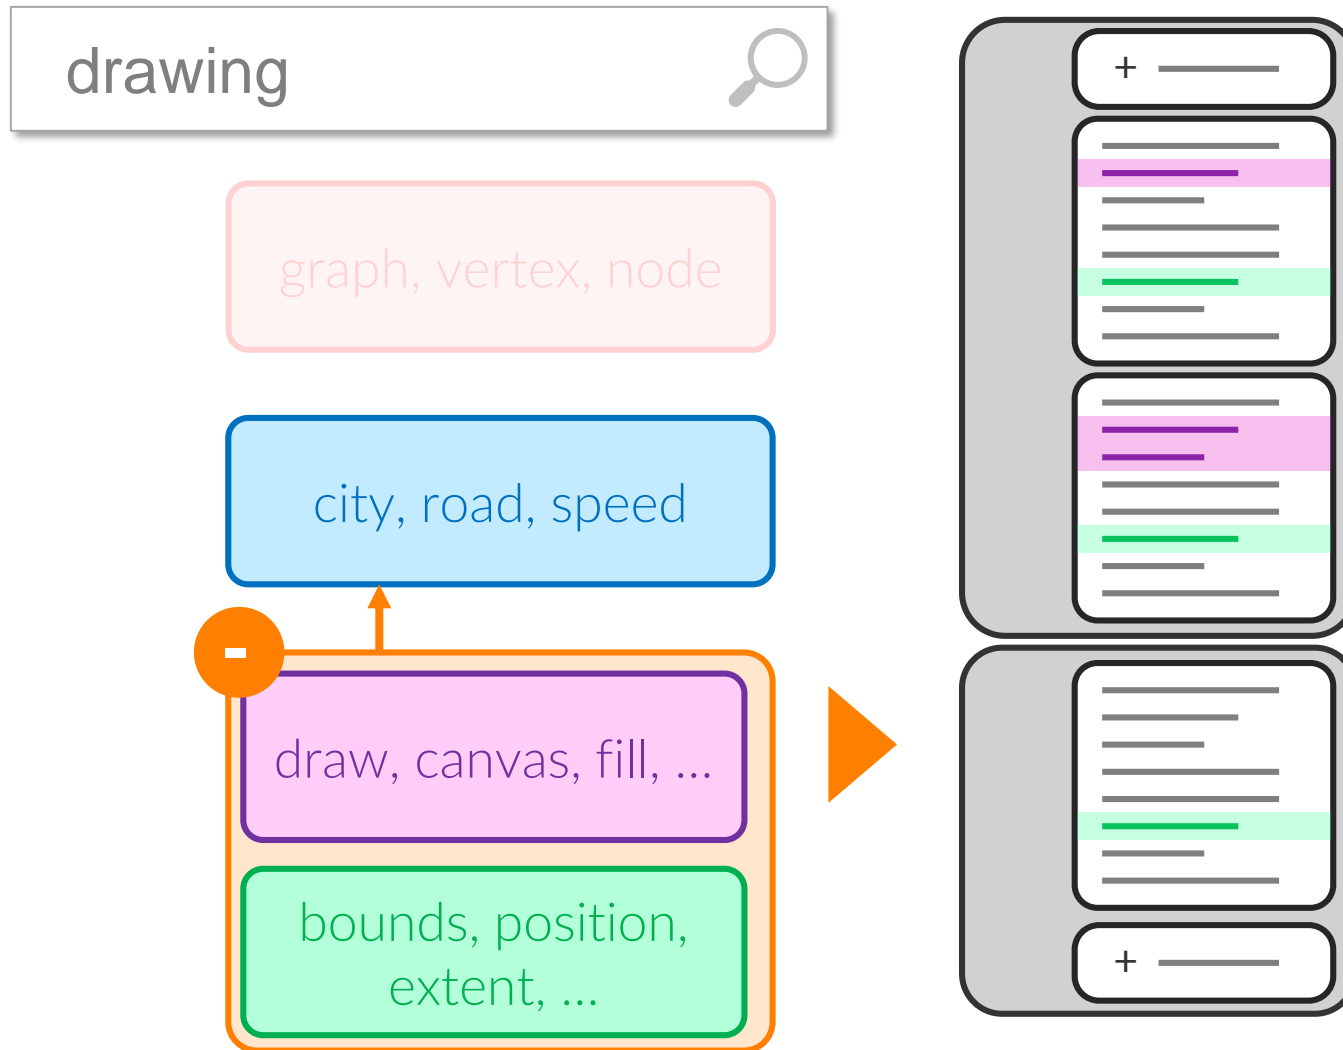 drawing
graph, vertex, node
city, road, speed
-
draw, canvas, fill, ...
bounds, position,
extent, ...
+
+